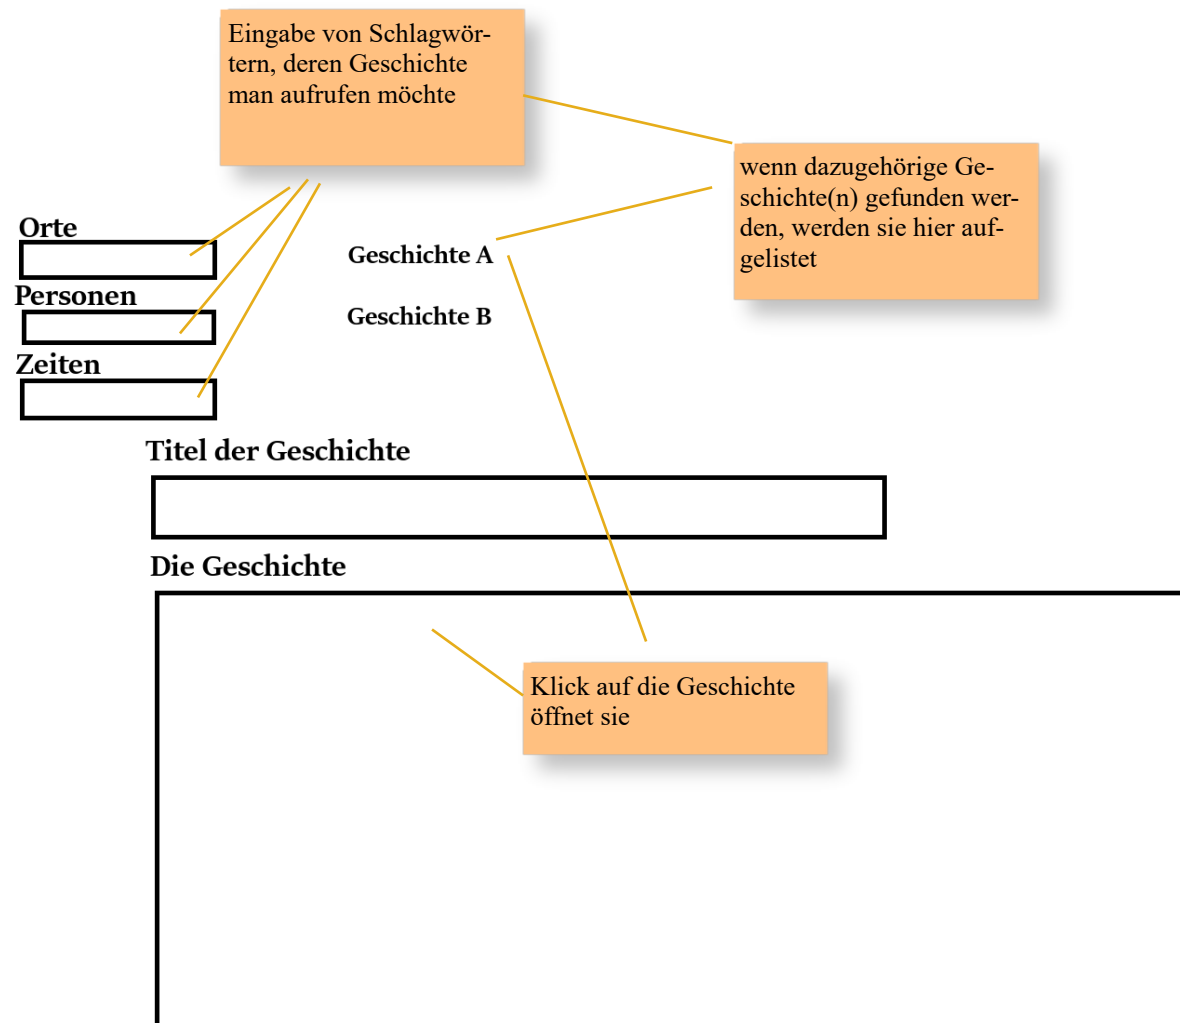 Eingabe von Schlagwör-
tern, deren Geschichte
man aufrufen möchte
wenn dazugehörige Ge-
schichte(n) gefunden wer-
den, werden sie hier auf-
gelistet
Orte
Geschichte A
Personen
Geschichte B
Zeiten
Titel der Geschichte
Die Geschichte
Klick auf die Geschichte
öffnet sie